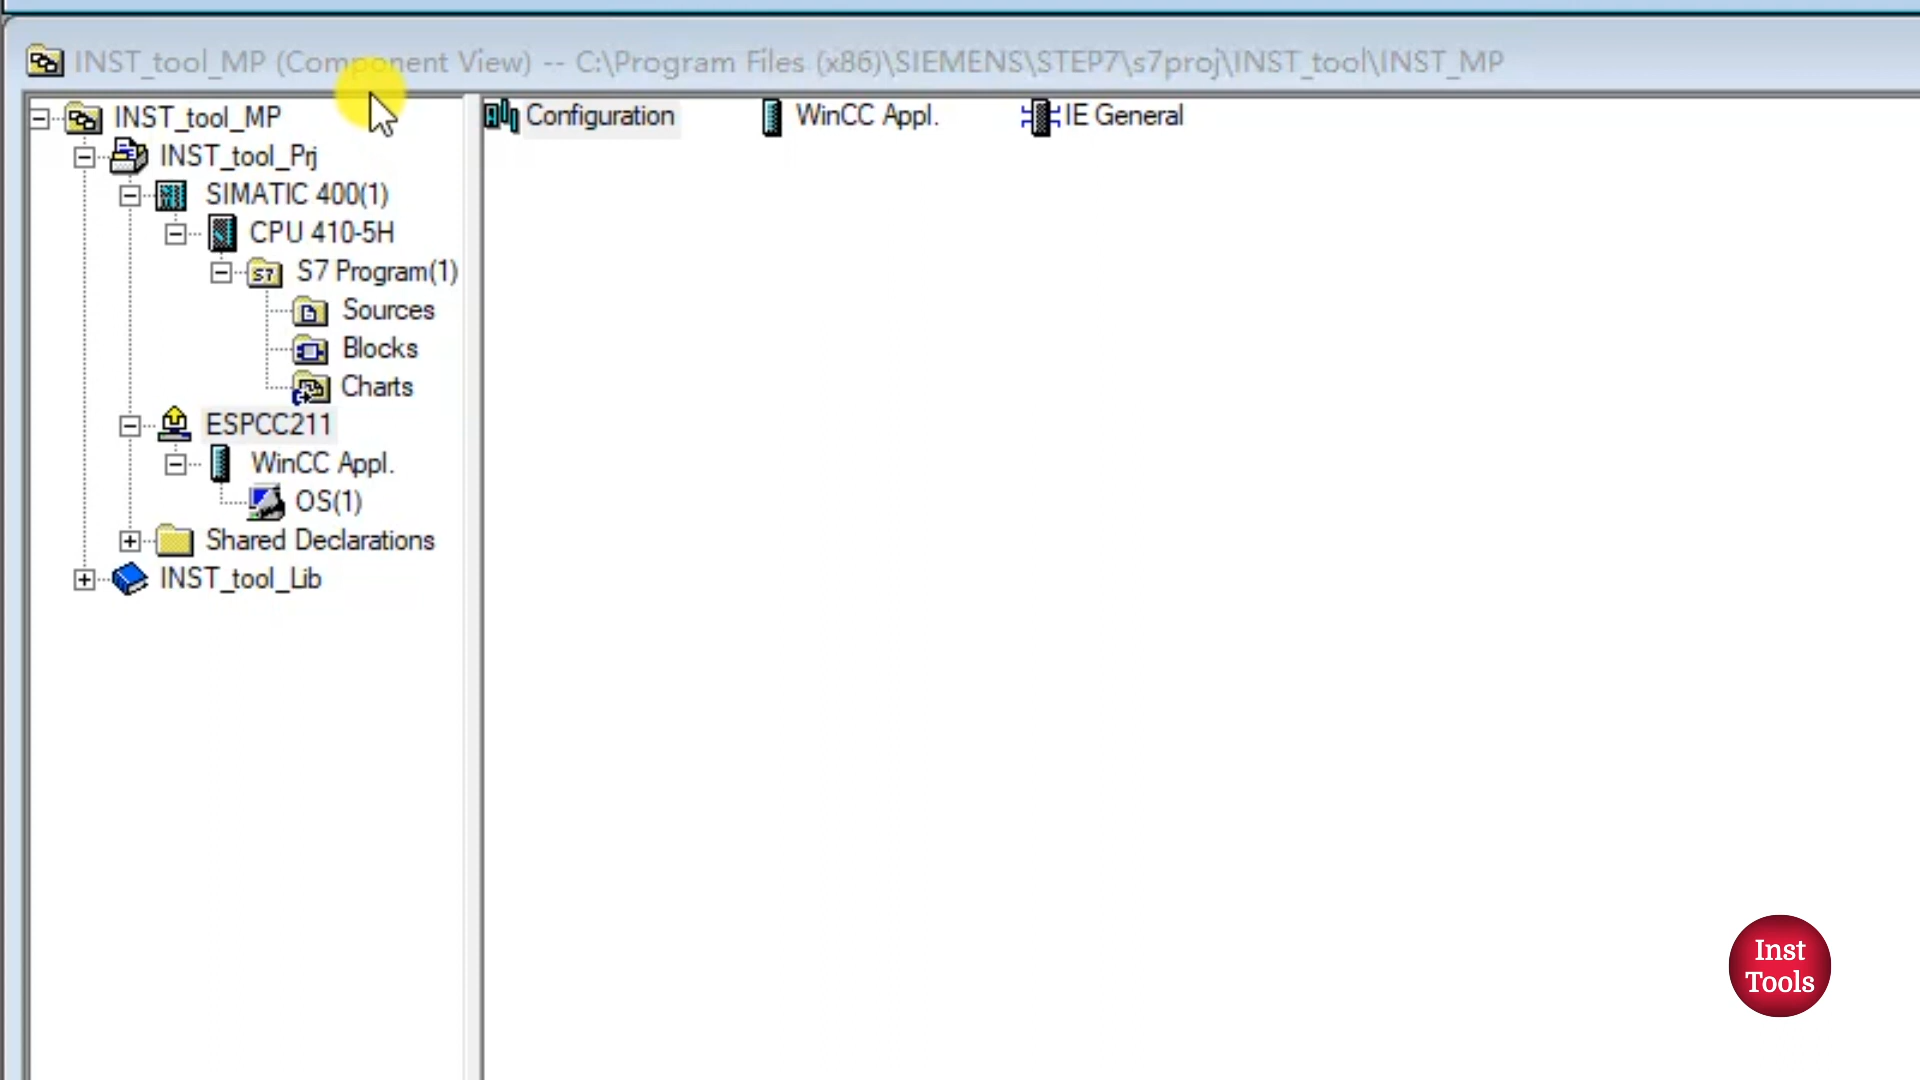 INST_tool_MP (Component View) -- C:\Program Files (x86)\SIEMENS\STEP7\s7proj\INST_tool\INST_MP
INST_tool_MP
INST_tool_Prj
SIMATIC 400(1)
CPU 410-5H
S7 Program(1)
Sources
Blocks
Charts
ESPCC211
WinCC Appl.
OS(1)
Shared Declarations
INST_tool_Lib
Configuration
WinCC Appl.
IE General
Inst
Tools